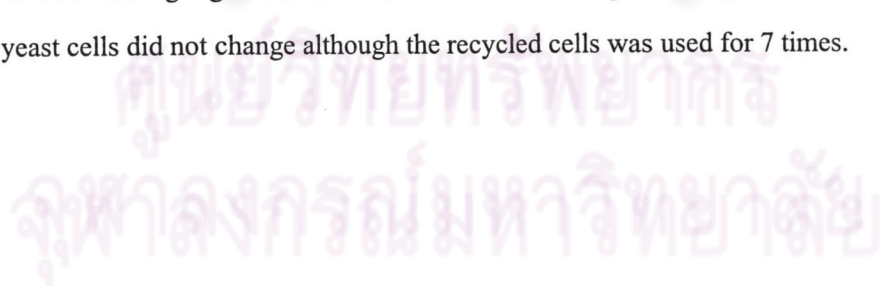 yeast cells did not change although the recycled cells was used for 7 times.
ศูนย์วิทยทรัพยากร
จุฬาลงกรณ์มหาวิทยาลัย